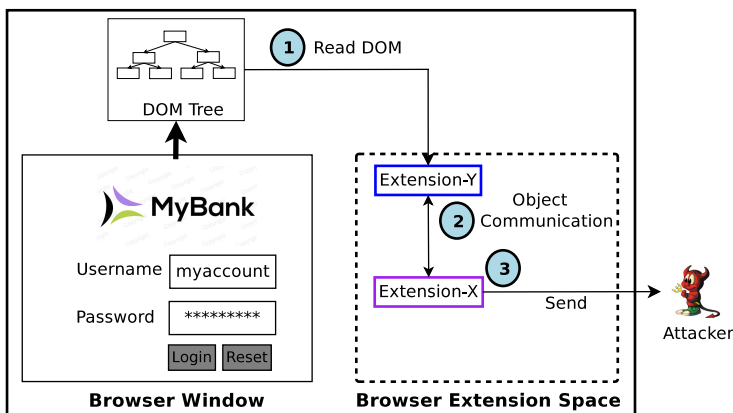 1 Read DOM
DOM Tree
MyBank
Username myaccount
Password *********
Login Reset
Browser Window
Extension-Y
Object
2 Communication
3
Extension-X
Send
Attacker
Browser Extension Space